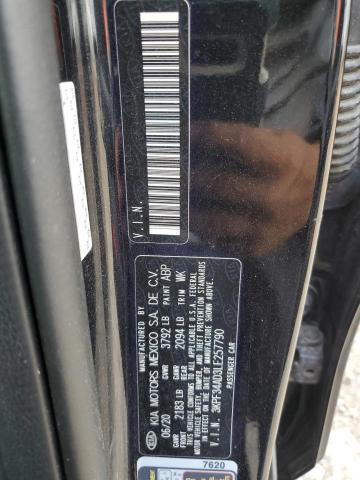 V.I.N.
MANUFACTURED BY
KIA KIA MOTORS MEXICO S.A. DE C.V.
06/20 GVWR 3792 LB PAINT ABP
GAWR FRONT 2183 LB GAWR REAR 2094 LB TRIM WK
THIS VEHICLE CONFORMS TO ALL APPLICABLE U.S.A. FEDERAL
MOTOR VEHICLE SAFETY, BUMPER, AND THEFT PREVENTION STANDARDS
IN EFFECT ON THE DATE OF MANUFACTURE SHOWN ABOVE.
V.I.N. 3KPF34AD3LE257790
PASSENGER CAR
7620